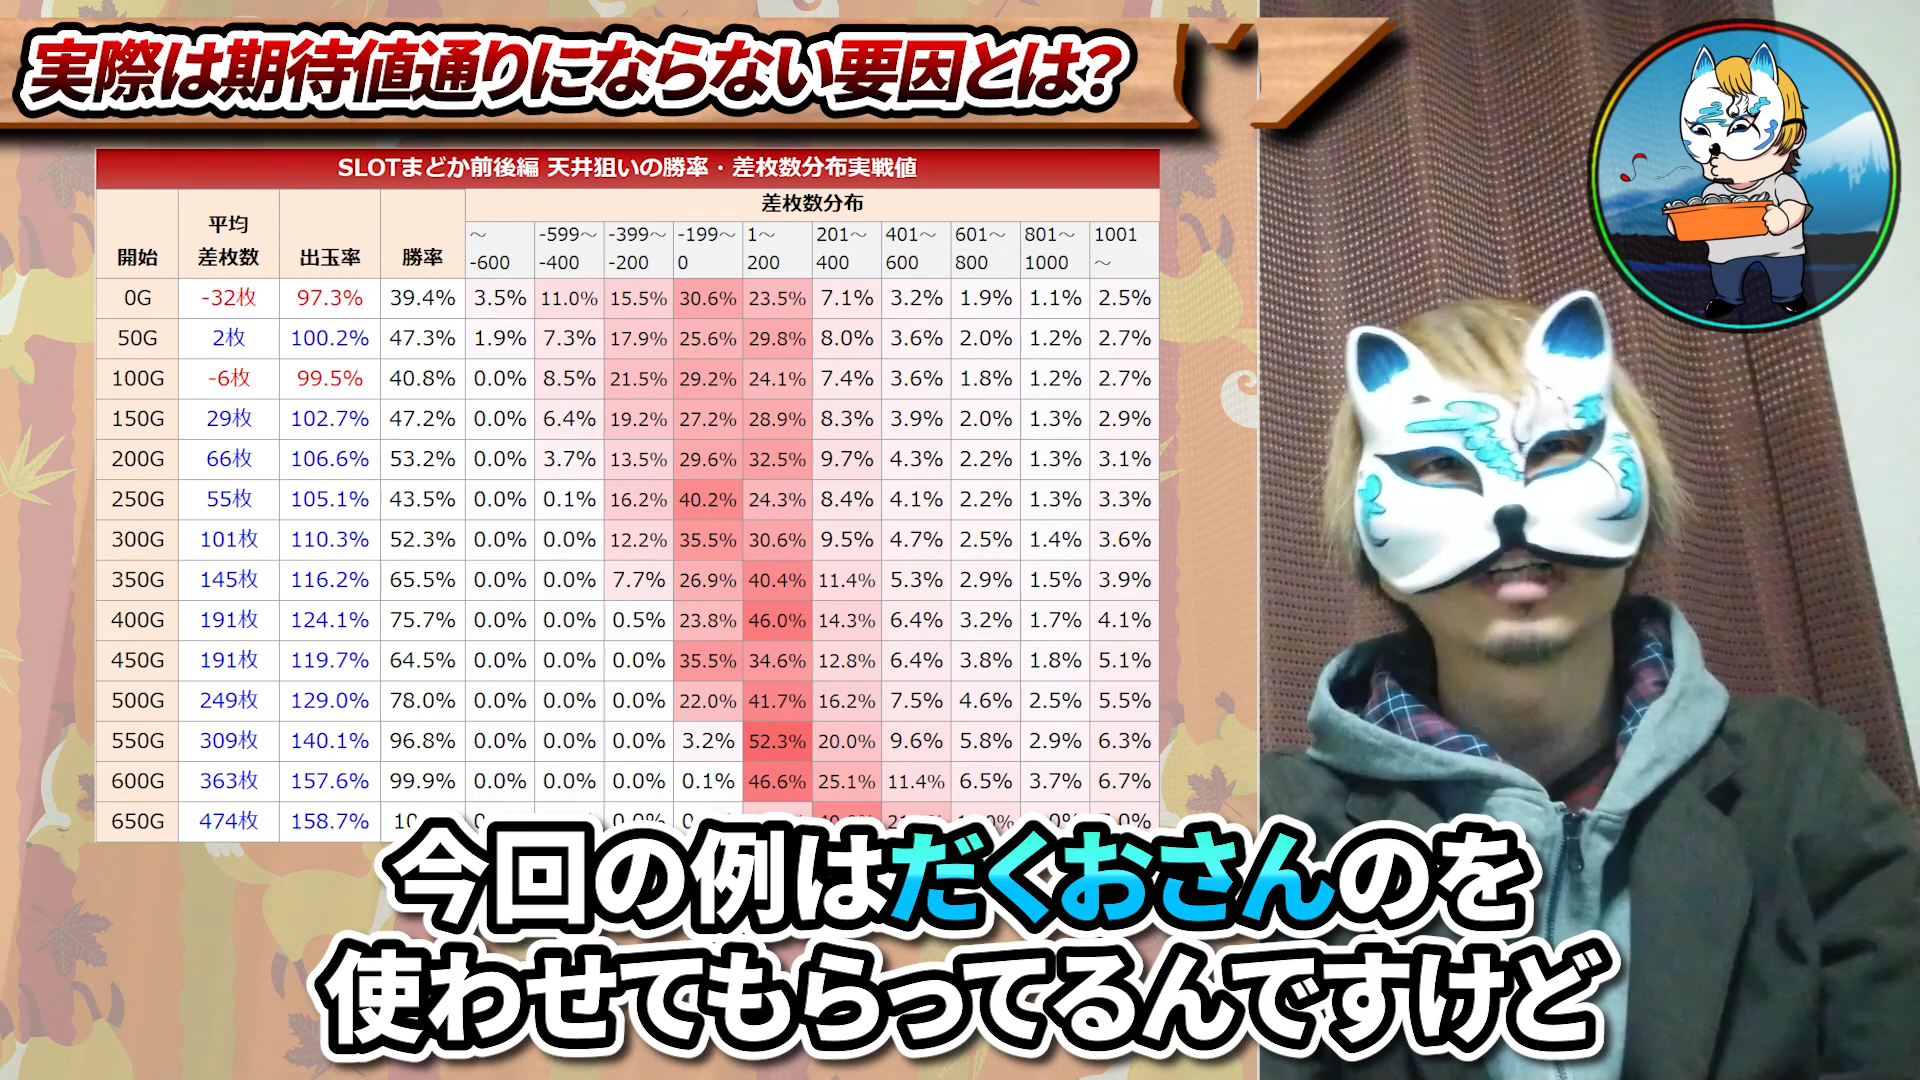 実際は期待値通りにならない要因とは?
SLOTまどか前後編 天井狙いの勝率・差枚数分布実戦値
開始 平均差枚数 出玉率 勝率 差枚数分布
～-600 -599～-400 -399～-200 -199～0 1～200 201～400 401～600 601～800 801～1000 1001～
0G -32枚 97.3% 39.4% 3.5% 11.0% 15.5% 30.6% 23.5% 7.1% 3.2% 1.9% 1.1% 2.5%
50G 2枚 100.2% 47.3% 1.9% 7.3% 17.9% 25.6% 29.8% 8.0% 3.6% 2.0% 1.2% 2.7%
100G -6枚 99.5% 40.8% 0.0% 8.5% 21.5% 29.2% 24.1% 7.4% 3.6% 1.8% 1.2% 2.7%
150G 29枚 102.7% 47.2% 0.0% 6.4% 19.2% 27.2% 28.9% 8.3% 3.9% 2.0% 1.3% 2.9%
200G 66枚 106.6% 53.2% 0.0% 3.7% 13.5% 29.6% 32.5% 9.7% 4.3% 2.2% 1.3% 3.1%
250G 55枚 105.1% 43.5% 0.0% 0.1% 16.2% 40.2% 24.3% 8.4% 4.1% 2.2% 1.3% 3.3%
300G 101枚 110.3% 52.3% 0.0% 0.0% 12.2% 35.5% 30.6% 9.5% 4.7% 2.5% 1.4% 3.6%
350G 145枚 116.2% 65.5% 0.0% 0.0% 7.7% 26.9% 40.4% 11.4% 5.3% 2.9% 1.5% 3.9%
400G 191枚 124.1% 75.7% 0.0% 0.0% 0.5% 23.8% 46.0% 14.3% 6.4% 3.2% 1.7% 4.1%
450G 191枚 119.7% 64.5% 0.0% 0.0% 0.0% 35.5% 34.6% 12.8% 6.4% 3.8% 1.8% 5.1%
500G 249枚 129.0% 78.0% 0.0% 0.0% 0.0% 22.0% 41.7% 16.2% 7.5% 4.6% 2.5% 5.5%
550G 309枚 140.1% 96.8% 0.0% 0.0% 0.0% 3.2% 52.3% 20.0% 9.6% 5.8% 2.9% 6.3%
600G 363枚 157.6% 99.9% 0.0% 0.0% 0.0% 0.1% 46.6% 25.1% 11.4% 6.5% 3.7% 6.7%
650G 474枚 158.7%
今回の例はだくおさんのを
使わせてもらってるんですけど